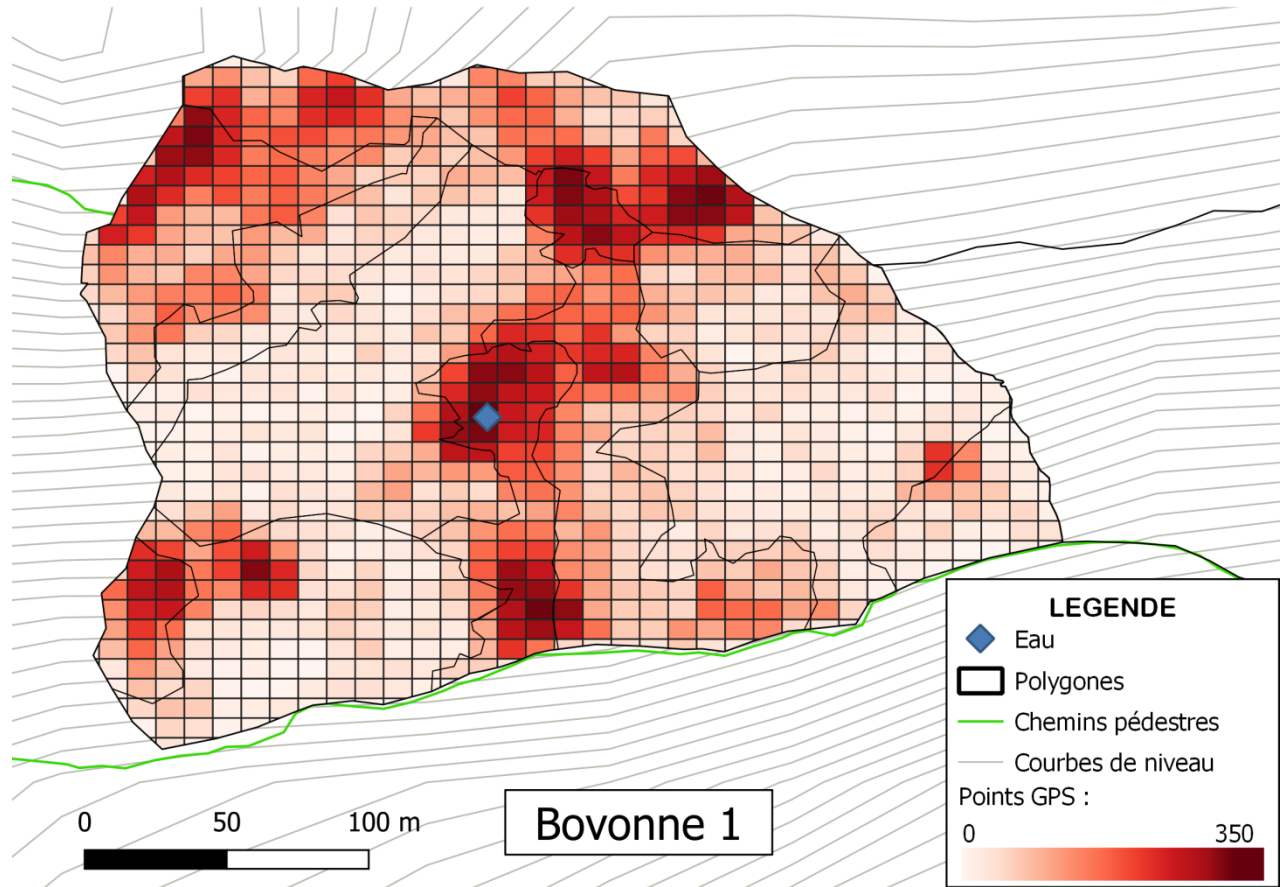 LEGENDE
Eau
Polygones
Chemins pédestres
Courbes de niveau
Points GPS :
0 350
0 50 100 m
Bovonne 1